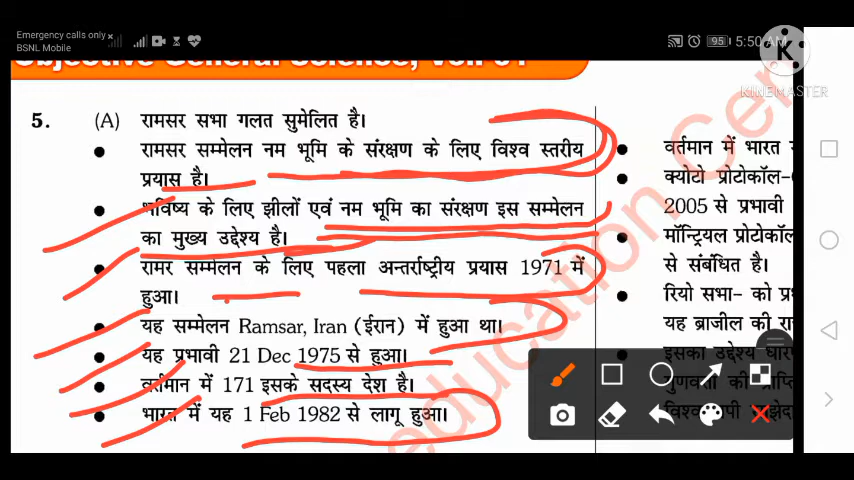 Emergency calls only
BSNL Mobile
95
5:50 AM
KINEMASTER
Objective General Science, Vol.
5. (A) रामसर सभा गलत सुमेलित है।
• रामसर सम्मेलन नम भूमि के संरक्षण के लिए विश्व स्तरीय
प्रयास है।
• भविष्य के लिए झीलों एवं नम भूमि का संरक्षण इस सम्मेलन
का मुख्य उद्देश्य है।
• रामर सम्मेलन के लिए पहला अन्तर्राष्ट्रीय प्रयास 1971 में
हुआ।
• यह सम्मेलन Ramsar, Iran (ईरान) में हुआ था।
• यह प्रभावी 21 Dec 1975 से हुआ।
• वर्तमान में 171 इसके सदस्य देश है।
• भारत में यह 1 Feb 1982 से लागू हुआ।
• वर्तमान में भारत
• क्योटो प्रोटोकॉल-
2005 से प्रभावी
• मॉन्ट्रियल प्रोटोकॉल
से संबंधित है।
• रियो सभा- को
यह ब्राजील की
इसका उद्देश्य
education Cen